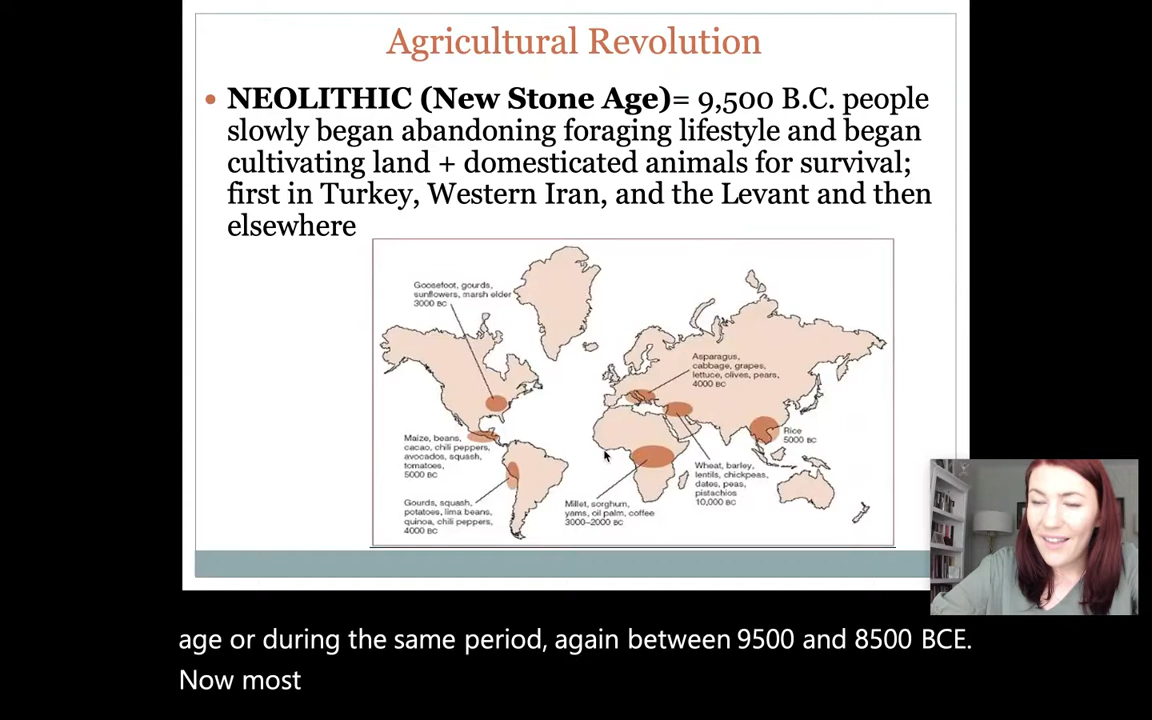 Agricultural Revolution
• NEOLITHIC (New Stone Age)= 9,500 B.C. people
slowly began abandoning foraging lifestyle and began
cultivating land + domesticated animals for survival;
first in Turkey, Western Iran, and the Levant and then
elsewhere
Goosefoot, gourds,
sunflowers, marsh elder
3000 BC
Asparagus,
cabbage, grapes,
lettuce, olives, pears,
4000 BC
Rice
5000 BC
Maize, beans,
cacao, chili peppers,
avocados, squash,
tomatoes,
5000 BC
Wheat, barley,
lentils, chickpeas,
dates, peas,
pistachios
10,000 BC
Gourds, squash,
potatoes, lima beans,
quinoa, chili peppers,
4000 BC
Millet, sorghum,
yams, oil palm, coffee
3000–2000 BC
age or during the same period, again between 9500 and 8500 BCE.
Now most